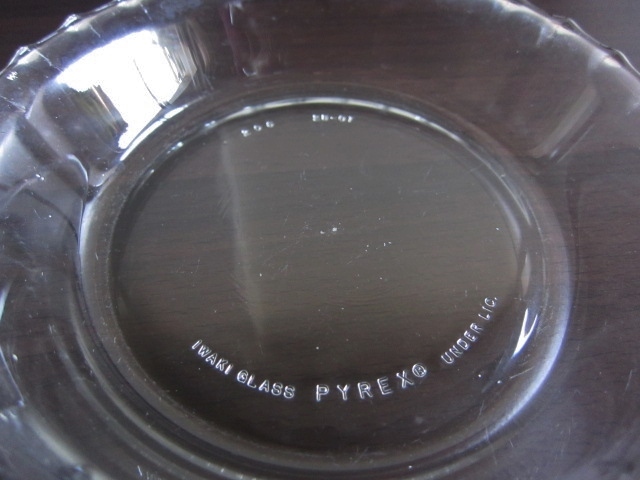 IWAKI GLASS PYREX® UNDER LIC.